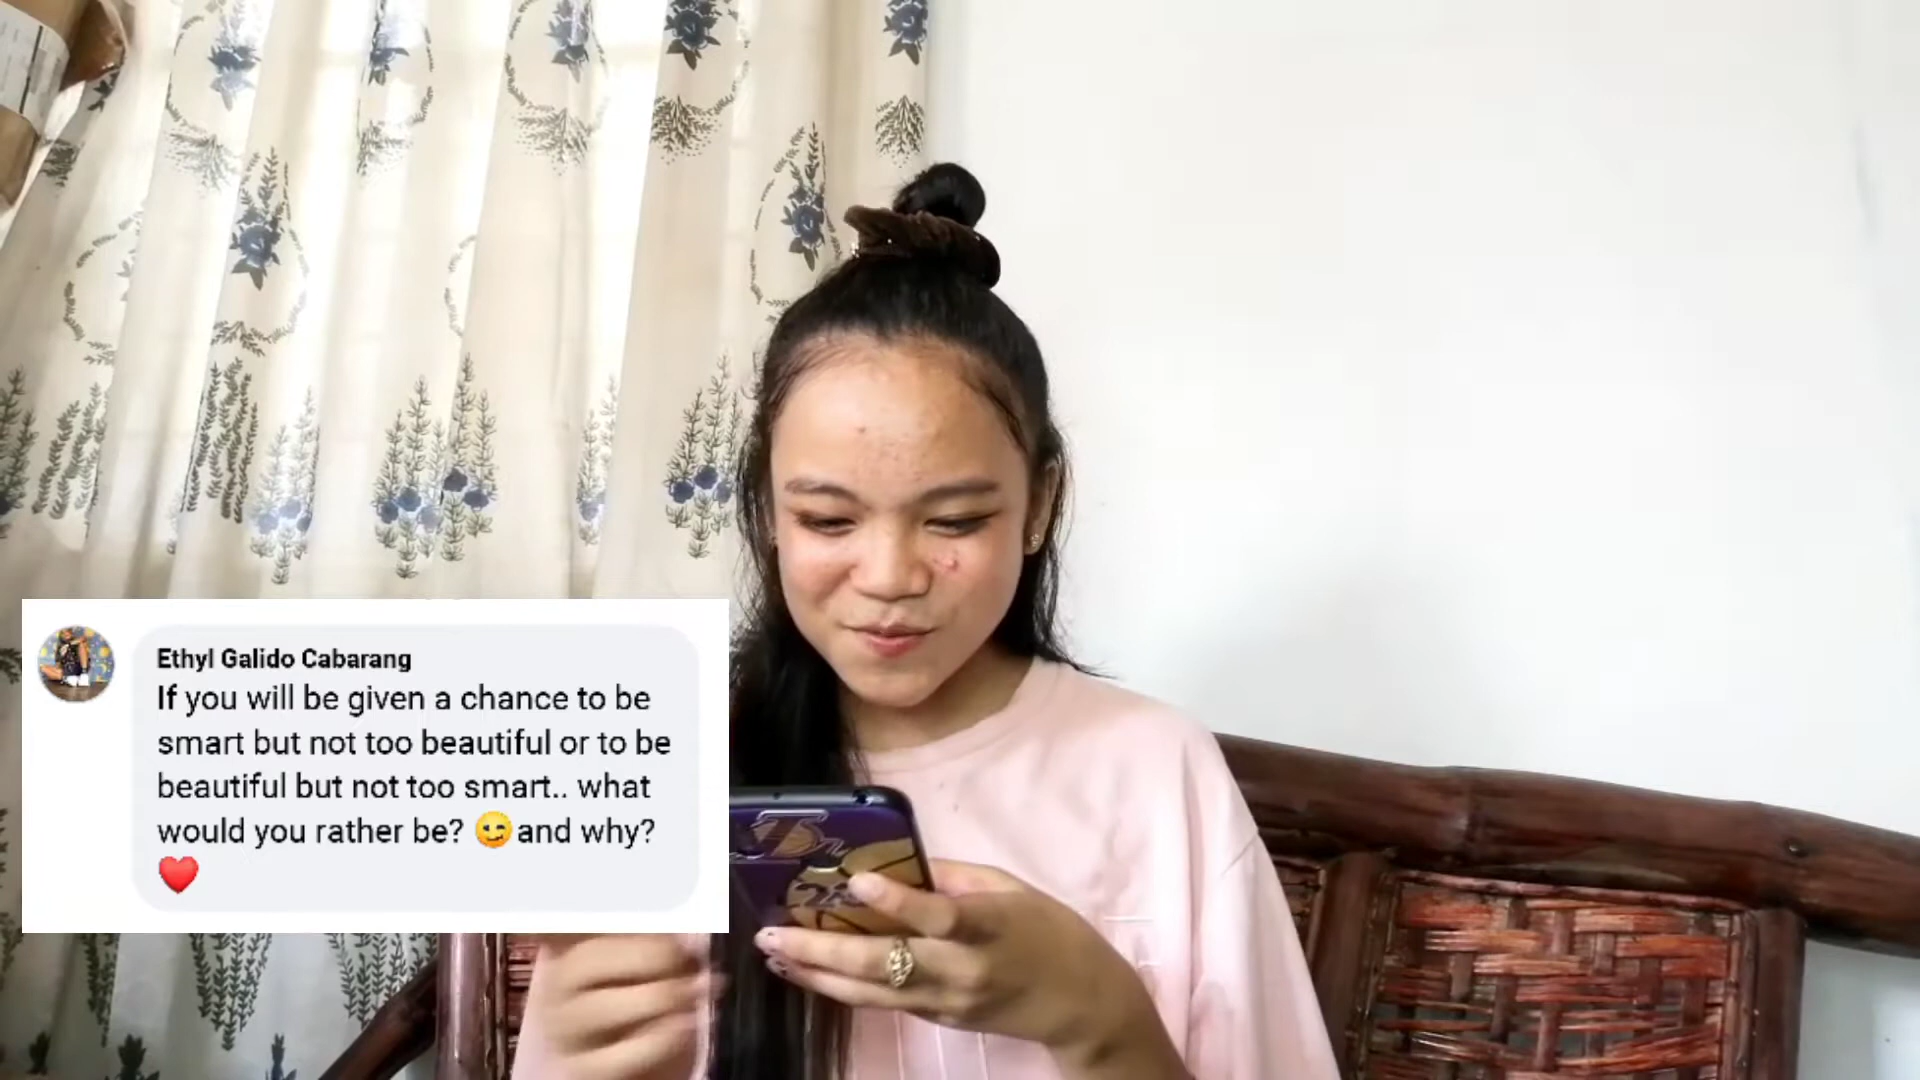 Ethyl Galido Cabarang
If you will be given a chance to be
smart but not too beautiful or to be
beautiful but not too smart.. what
would you rather be? 😉and why?
❤️